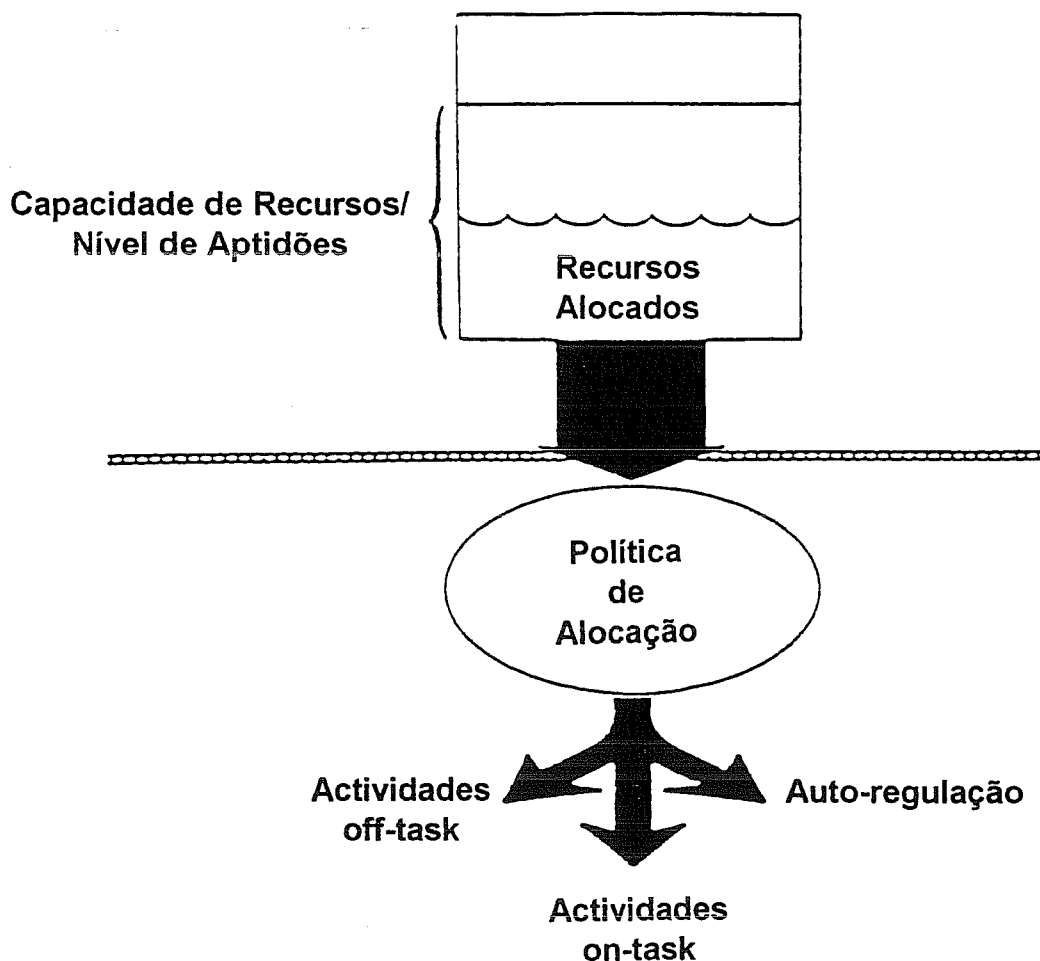 Capacidade de Recursos/
Nível de Aptidões
Recursos
Alocados
Política
de
Alocação
Actividades
off-task
Auto-regulação
Actividades
on-task